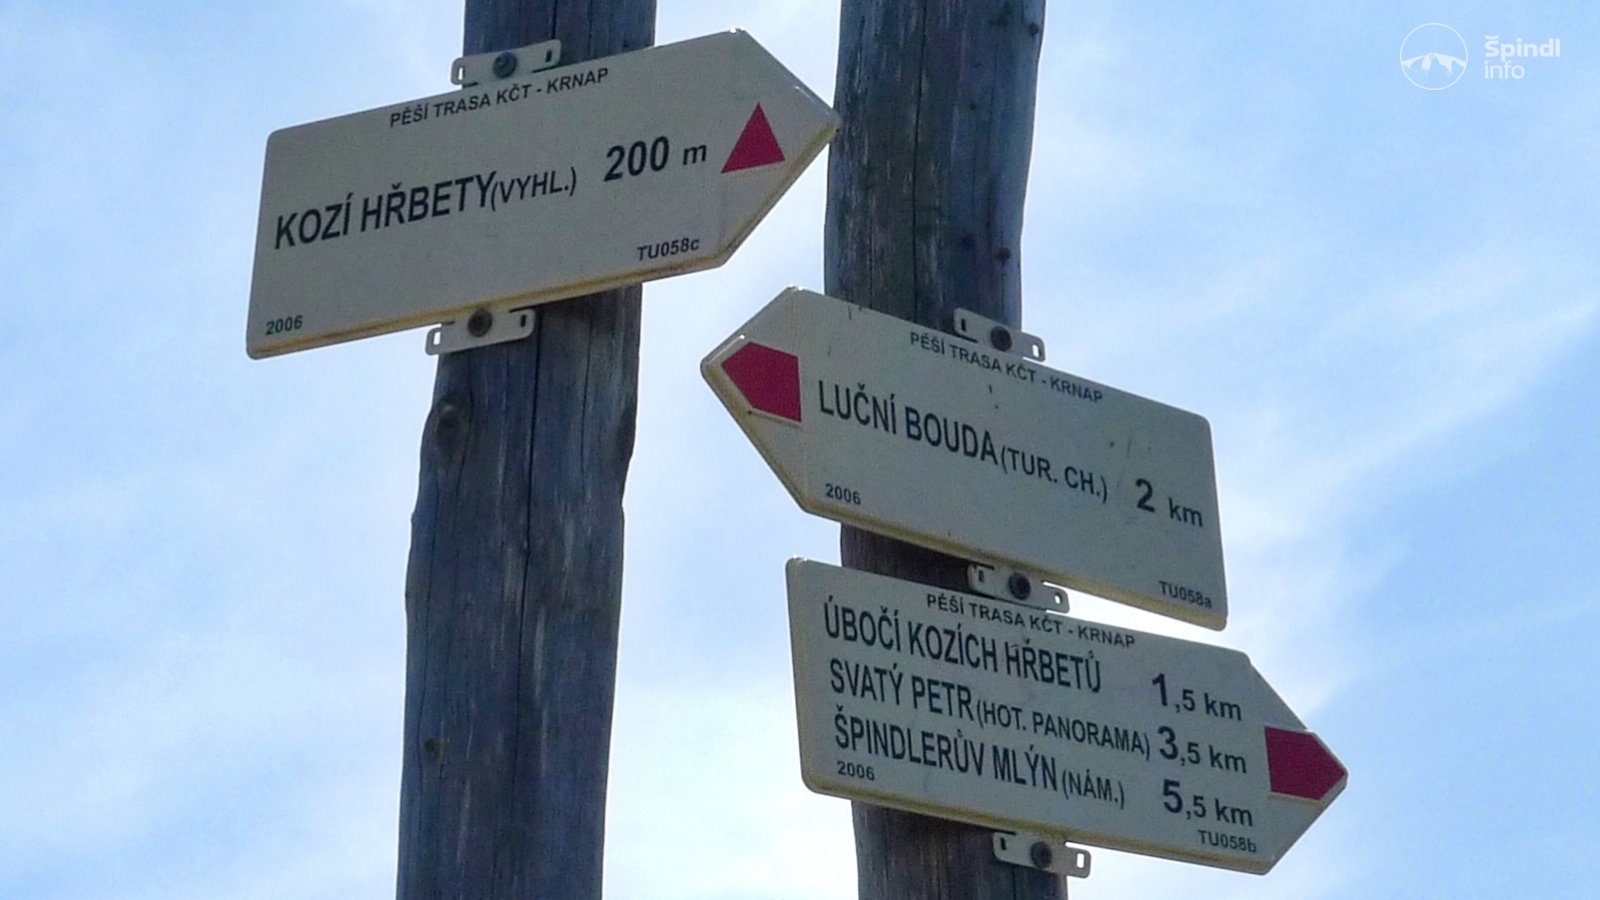 Špindl
info
PĚŠÍ TRASA KČT - KRNAP
KOZÍ HŘBETY (VYHL.) 200 m
TU058c
2006
PĚŠÍ TRASA KČT - KRNAP
LUČNÍ BOUDA (TUR. CH.) 2 km
2006
TU058a
PĚŠÍ TRASA KČT - KRNAP
ÚBOČÍ KOZÍCH HŘBETŮ 1,5 km
SVATÝ PETR (HOT. PANORAMA) 3,5 km
ŠPINDLERŮV MLÝN (NÁM.) 5,5 km
2006
TU058b